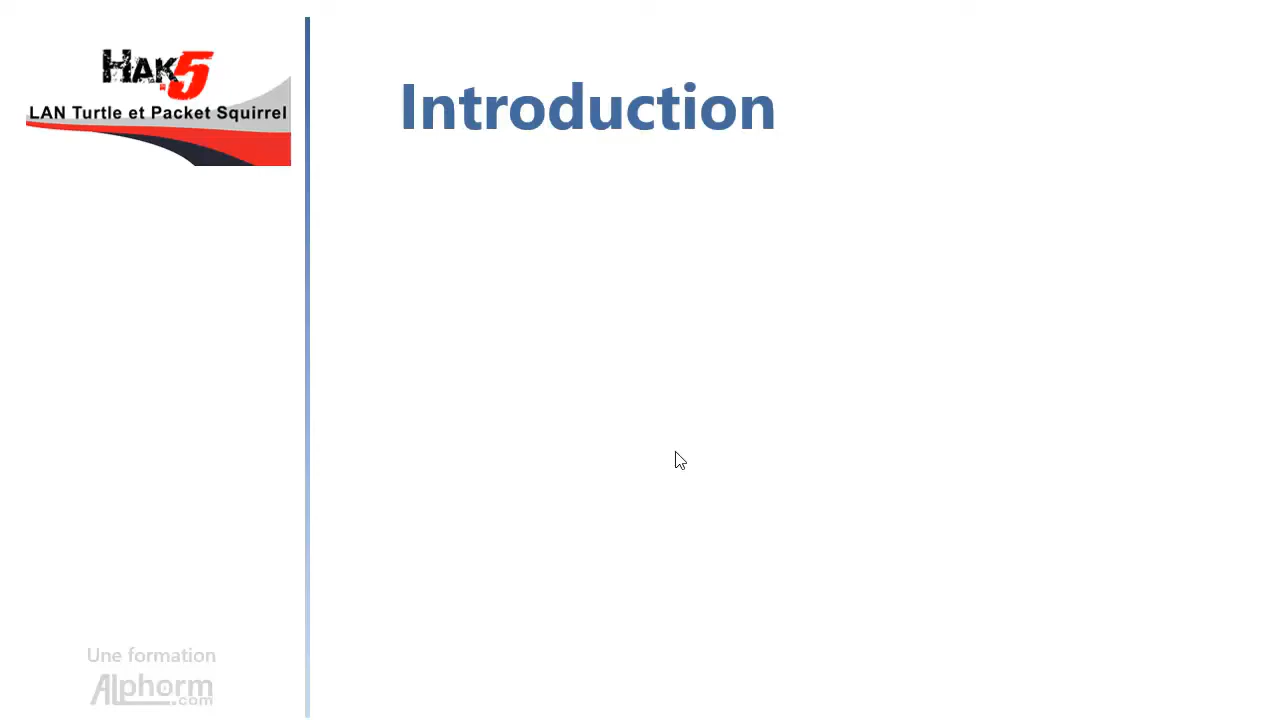 HAK5
LAN Turtle et Packet Squirrel
Introduction
Une formation
Alphorm
.com